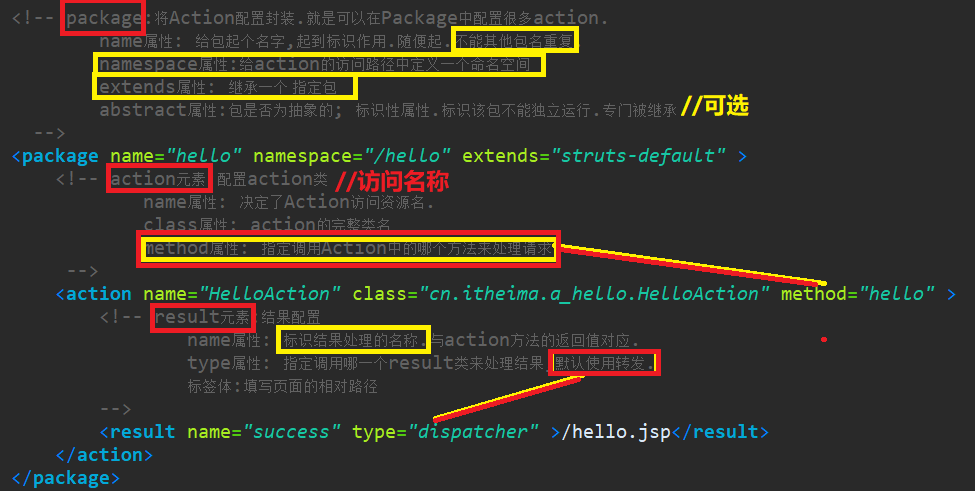 <!-- package:将Action配置封装.就是可以在Package中配置很多action.
name属性: 给包起个名字,起到标识作用.随便起.不能其他包名重复.
namespace属性:给action的访问路径中定义一个命名空间
extends属性: 继承一个 指定包
abstract属性:包是否为抽象的; 标识性属性.标识该包不能独立运行.专门被继承 //可选
-->
<package name="hello" namespace="/hello" extends="struts-default" >
<!-- action元素:配置action类 //访问名称
name属性: 决定了Action访问资源名.
class属性: action的完整类名
method属性: 指定调用Action中的哪个方法来处理请求
-->
<action name="HelloAction" class="cn.itheima.a_hello.HelloAction" method="hello" >
<!-- result元素:结果配置
name属性: 标识结果处理的名称.与action方法的返回值对应.
type属性: 指定调用哪一个result类来处理结果,默认使用转发.
标签体:填写页面的相对路径
-->
<result name="success" type="dispatcher" >/hello.jsp</result>
</action>
</package>